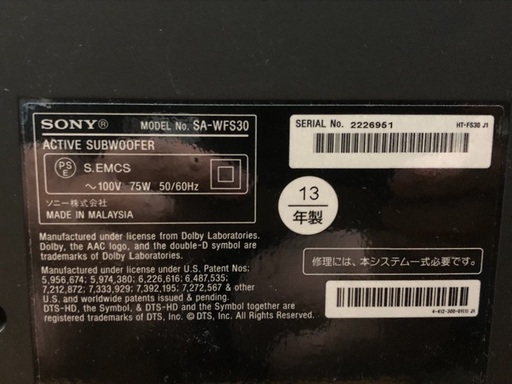 SONY® MODEL No. SA-WFS30
ACTIVE SUBWOOFER
PS E S.EMCS
～100V 75W 50/60Hz
ソニー株式会社
MADE IN MALAYSIA
SERIAL No. 2226951 HT-FS30 J1
13
年製
Manufactured under license from Dolby Laboratories.
Dolby, the AAC logo, and the double-D symbol are
trademarks of Dolby Laboratories.
Manufactured under license under U.S. Patent Nos:
5,956,674; 5,974,380; 6,226,616; 6,487,535;
7,212,872; 7,333,929; 7,392,195; 7,272,567 & other
U.S. and worldwide patents issued & pending.
DTS-HD, the Symbol, & DTS-HD and the Symbol together are
registered trademarks of DTS, Inc. © DTS, Inc. All Rights Reserved.
修理には、本システム一式必要です。